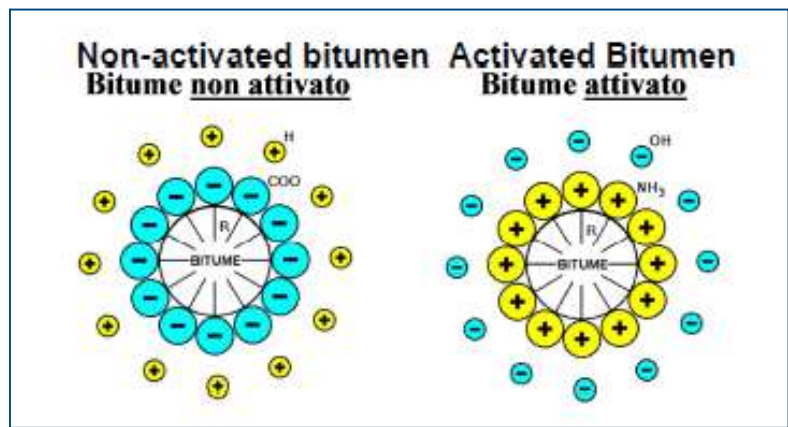 Non-activated bitumen
Bitume non attivato
H
COO
R
BITUME
Activated Bitumen
Bitume attivato
OH
NH3
R
BITUME